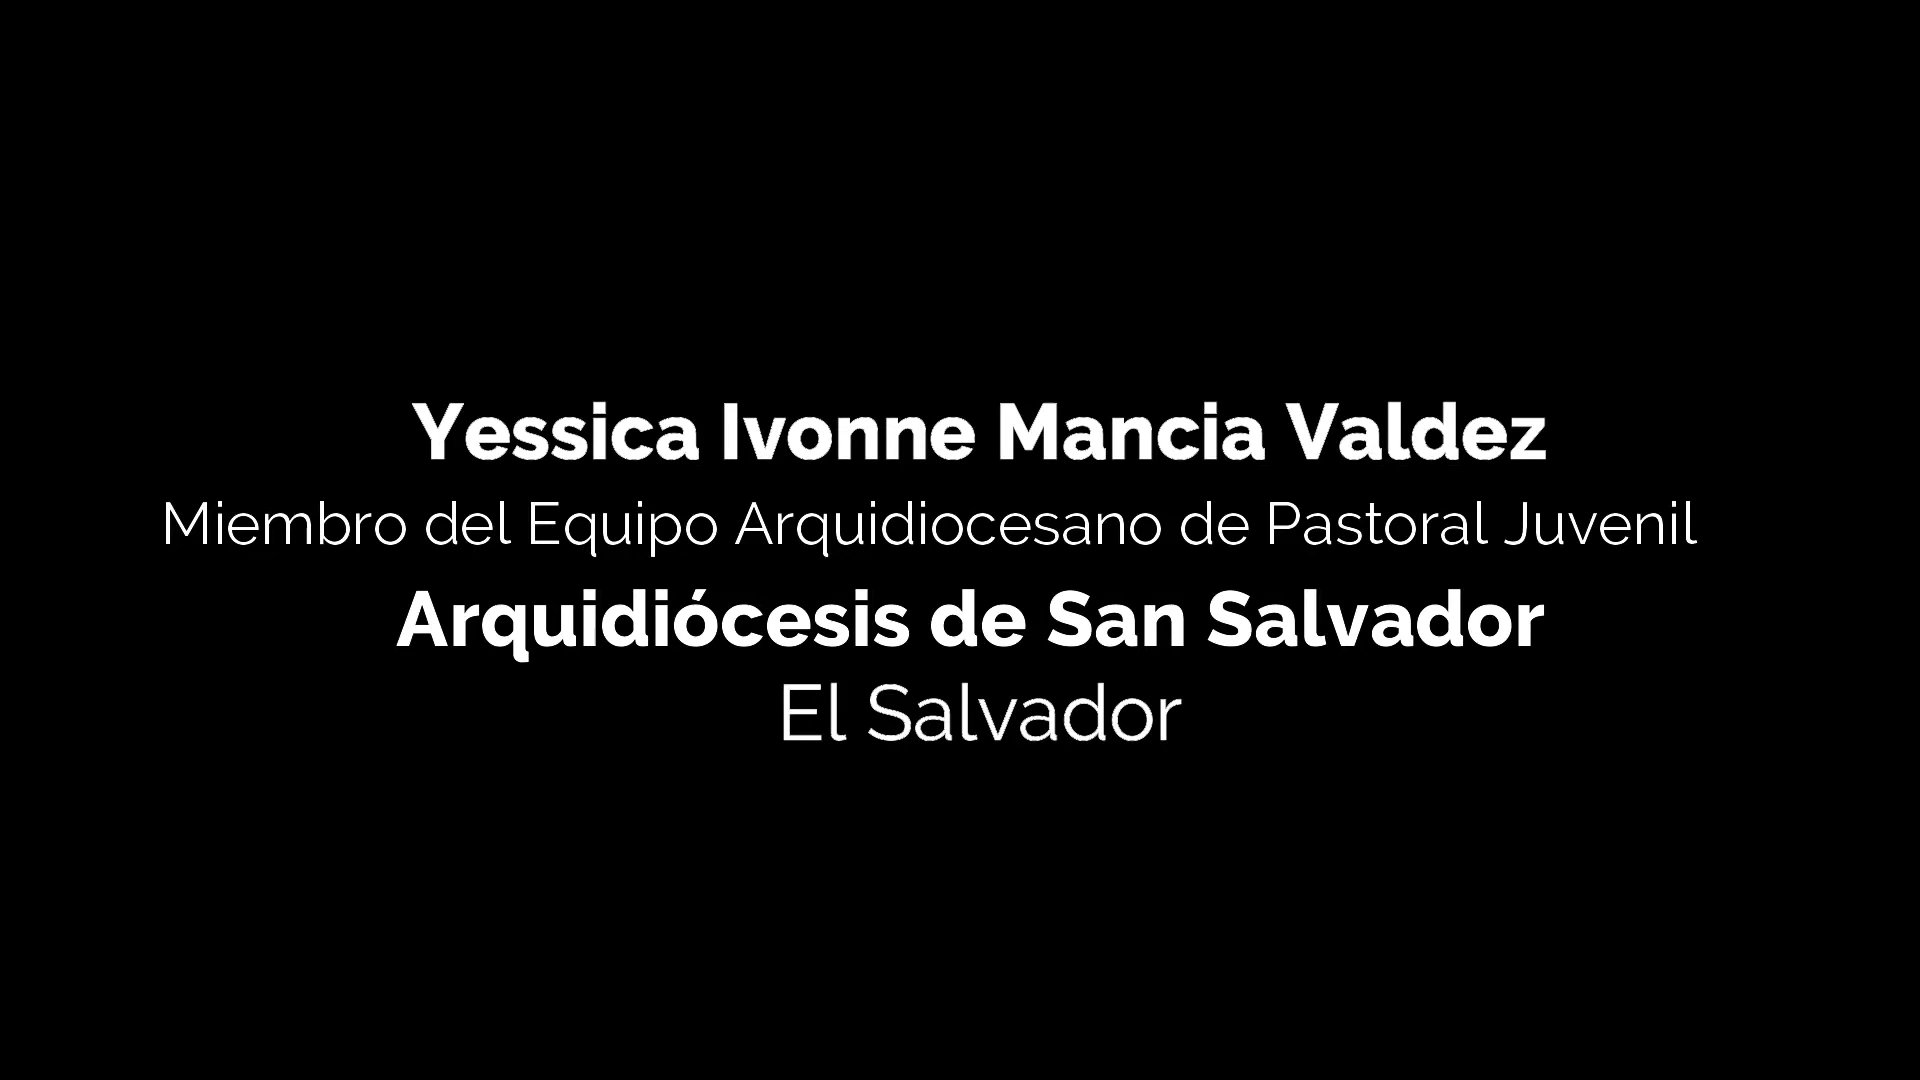 Yessica Ivonne Mancia Valdez
Miembro del Equipo Arquidiocesano de Pastoral Juvenil
Arquidiócesis de San Salvador
El Salvador